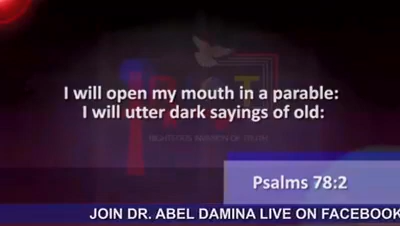 I will open my mouth in a parable:
I will utter dark sayings of old:
Psalms 78:2
JOIN DR. ABEL DAMINA LIVE ON FACEBOOK